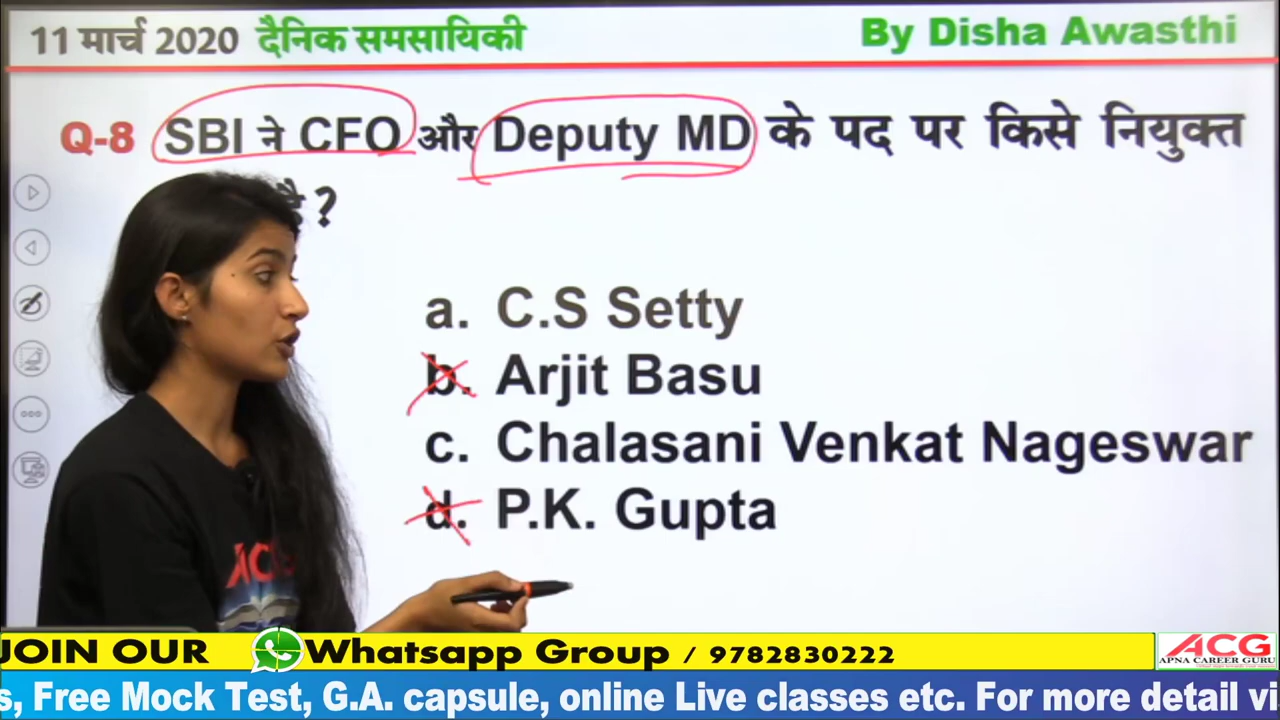 11 मार्च 2020 दैनिक समसायिकी
By Disha Awasthi
Q-8 SBI ने CFO और Deputy MD के पद पर किसे नियुक्त
है ?
a. C.S Setty
b. Arjit Basu
c. Chalasani Venkat Nageswar
d. P.K. Gupta
AC
JOIN OUR Whatsapp Group / 9782830222
ACG
APNA CAREER GURU
s, Free Mock Test, G.A. capsule, online Live classes etc. For more detail vi